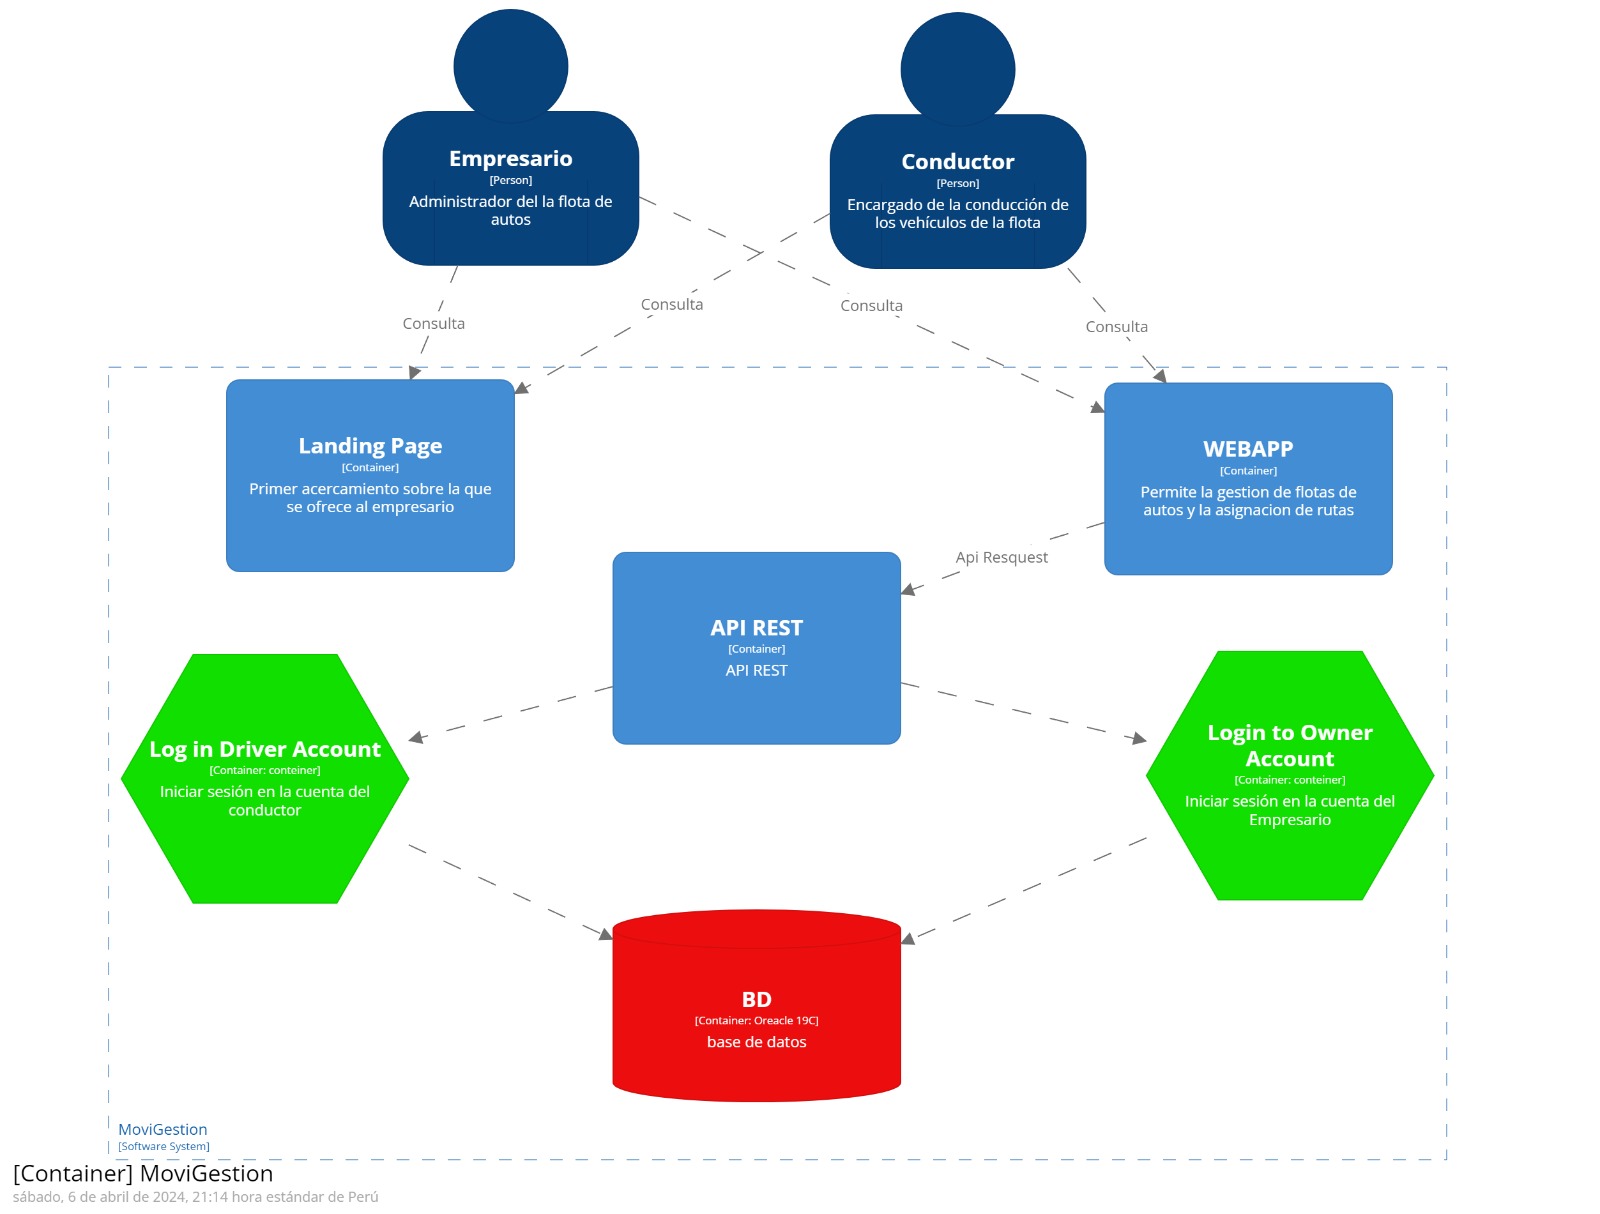 Empresario
[Person]
Administrador del la flota de
autos
Conductor
[Person]
Encargado de la conducción de
los vehículos de la flota
Consulta
Consulta
Consulta
Consulta
Landing Page
[Container]
Primer acercamiento sobre la que
se ofrece al empresario
WEBAPP
[Container]
Permite la gestion de flotas de
autos y la asignacion de rutas
Api Resquest
API REST
[Container]
API REST
Log in Driver Account
[Container: conteiner]
Iniciar sesión en la cuenta del
conductor
Login to Owner
Account
[Container: conteiner]
Iniciar sesión en la cuenta del
Empresario
BD
[Container: Oreacle 19C]
base de datos
MoviGestion
[Software System]
[Container] MoviGestion
sábado, 6 de abril de 2024, 21:14 hora estándar de Perú